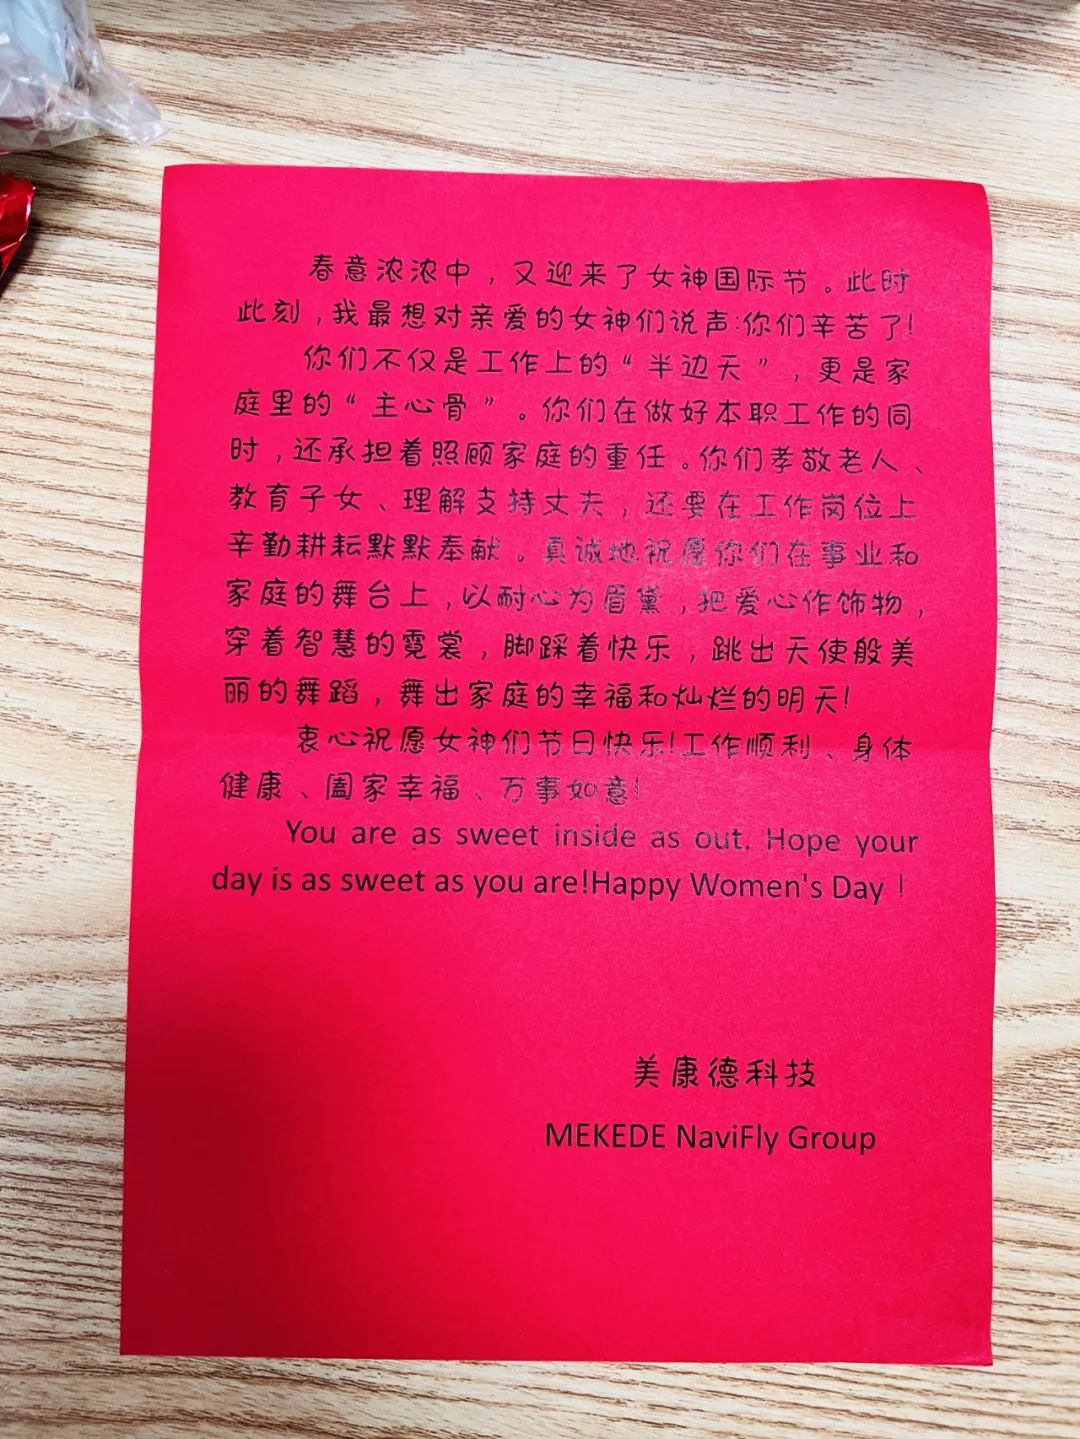 春意浓浓中，又迎来了女神国际节。此时
此刻，我最想对亲爱的女神们说声:你们辛苦了!
你们不仅是工作上的“半边天”，更是家
庭里的“主心骨”。你们在做好本职工作的同
时，还承担着照顾家庭的重任。你们孝敬老人、
教育子女、理解支持丈夫，还要在工作岗位上
辛勤耕耘默默奉献。真诚地祝愿你们在事业和
家庭的舞台上，以耐心为眉黛，把爱心作饰物，
穿着智慧的霓裳，脚踩着快乐，跳出天使般美
丽的舞蹈，舞出家庭的幸福和灿烂的明天!
衷心祝愿女神们节日快乐!工作顺利、身体
健康、阖家幸福、万事如意!
You are as sweet inside as out. Hope your
day is as sweet as you are!Happy Women's Day！
美康德科技
MEKEDE NaviFly Group